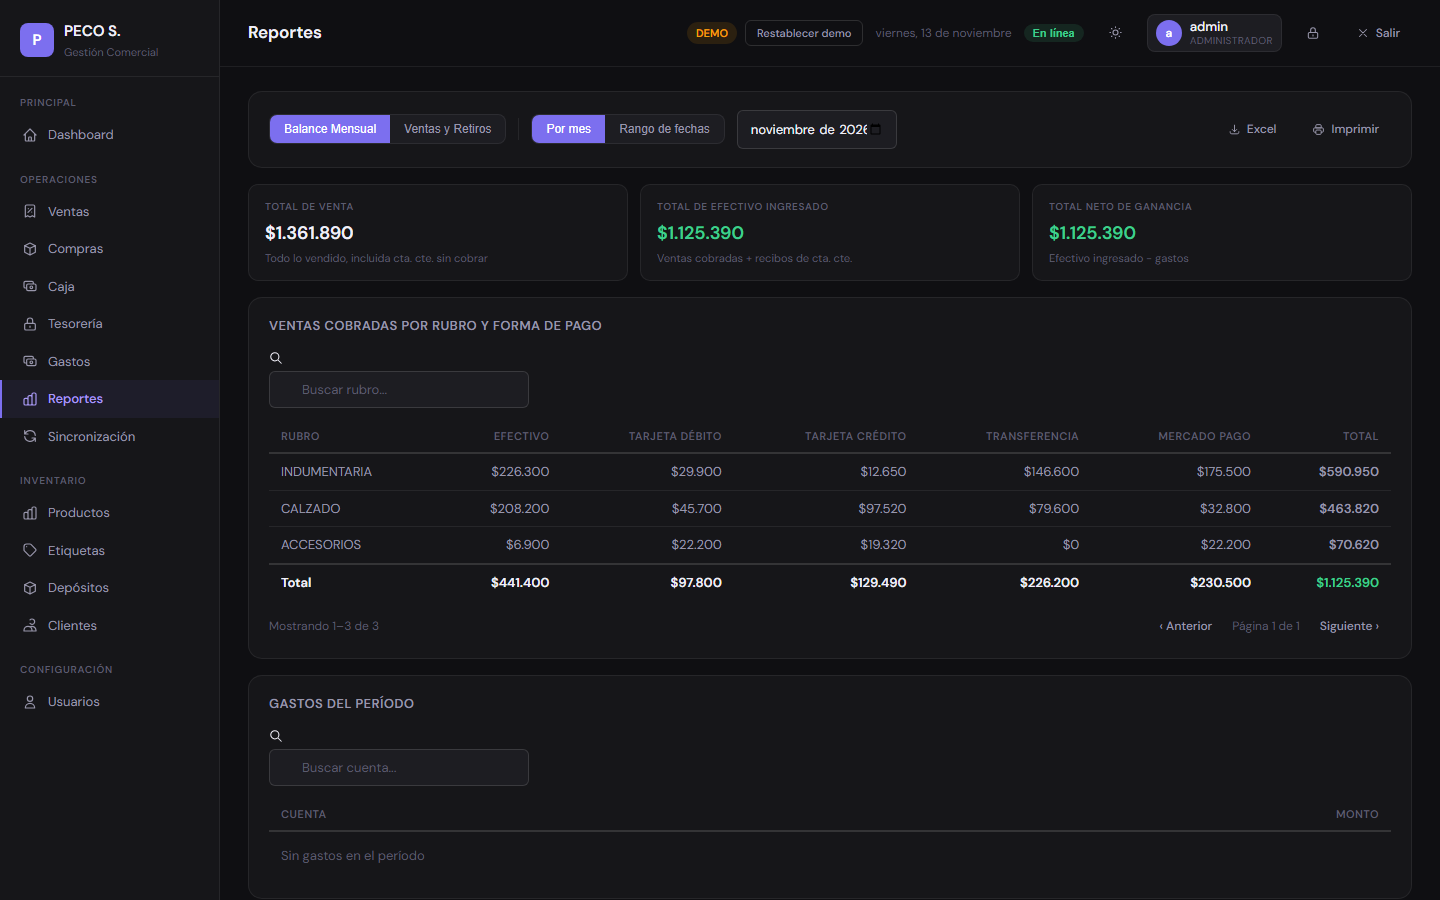 P
PECO S.
Gestión Comercial
PRINCIPAL
Dashboard
OPERACIONES
Ventas
Compras
Caja
Tesorería
Gastos
Reportes
Sincronización
INVENTARIO
Productos
Etiquetas
Depósitos
Clientes
CONFIGURACIÓN
Usuarios
Reportes
DEMO
Restablecer demo
viernes, 13 de noviembre
En línea
a
admin
ADMINISTRADOR
Salir
Balance Mensual
Ventas y Retiros
Por mes
Rango de fechas
noviembre de 2026
Excel
Imprimir
TOTAL DE VENTA
$1.361.890
Todo lo vendido, incluida cta. cte. sin cobrar
TOTAL DE EFECTIVO INGRESADO
$1.125.390
Ventas cobradas + recibos de cta. cte.
TOTAL NETO DE GANANCIA
$1.125.390
Efectivo ingresado - gastos
VENTAS COBRADAS POR RUBRO Y FORMA DE PAGO
Buscar rubro...
RUBRO EFECTIVO TARJETA DÉBITO TARJETA CRÉDITO TRANSFERENCIA MERCADO PAGO TOTAL
INDUMENTARIA $226.300 $29.900 $12.650 $146.600 $175.500 $590.950
CALZADO $208.200 $45.700 $97.520 $79.600 $32.800 $463.820
ACCESORIOS $6.900 $22.200 $19.320 $0 $22.200 $70.620
Total $441.400 $97.800 $129.490 $226.200 $230.500 $1.125.390
Mostrando 1–3 de 3
‹ Anterior Página 1 de 1 Siguiente ›
GASTOS DEL PERÍODO
Buscar cuenta...
CUENTA MONTO
Sin gastos en el período